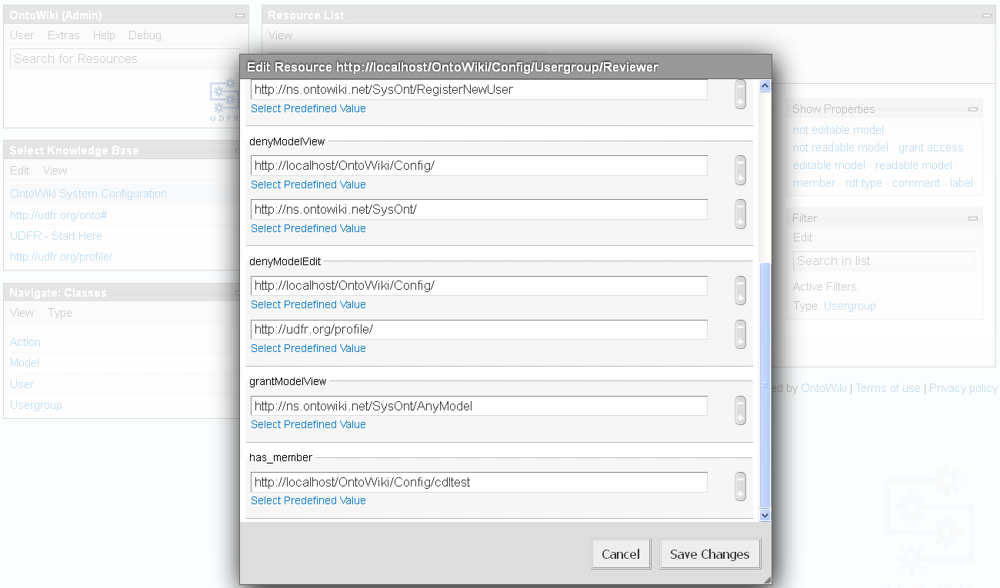 OntoWiki (Admin)
User Extras Help Debug
Search for Resources
UDFR
Select Knowledge Base
Edit View
OntoWiki System Configuration
http://udfr.org/onto#
UDFR - Start Here
http://udfr.org/profile/
Navigate: Classes
View Type
Action
Model
User
Usergroup
Resource List
View
Edit Resource http://localhost/OntoWiki/Config/Usergroup/Reviewer
http://ns.ontowiki.net/SysOnt/RegisterNewUser
Select Predefined Value
denyModelView
http://localhost/OntoWiki/Config/
Select Predefined Value
http://ns.ontowiki.net/SysOnt/
Select Predefined Value
denyModelEdit
http://localhost/OntoWiki/Config/
Select Predefined Value
http://udfr.org/profile/
Select Predefined Value
grantModelView
http://ns.ontowiki.net/SysOnt/AnyModel
Select Predefined Value
has_member
http://localhost/OntoWiki/Config/cdltest
Select Predefined Value
Cancel Save Changes
Show Properties
not editable model -
not readable model - grant access -
editable model - readable model -
member - rdf:type - comment - label
Filter
Edit
Search in list
Active Filters:
Type: Usergroup
ed by OntoWiki | Terms of use | Privacy policy